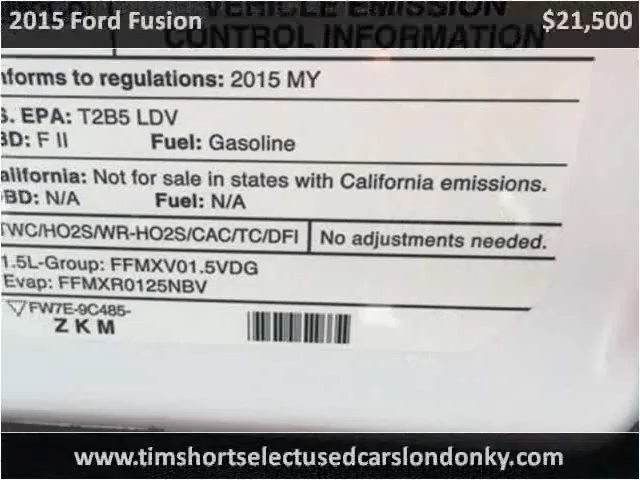 2015 Ford Fusion
$21,500
VEHICLE EMISSION
CONTROL INFORMATION
nforms to regulations: 2015 MY
S. EPA: T2B5 LDV
BD: F II Fuel: Gasoline
alifornia: Not for sale in states with California emissions.
BD: N/A Fuel: N/A
TWC/HO2S/WR-HO2S/CAC/TC/DFI No adjustments needed.
1.5L-Group: FFMXV01.5VDG
Evap: FFMXR0125NBV
FW7E-9C485-
ZKM
www.timshortselectusedcarslondonky.com